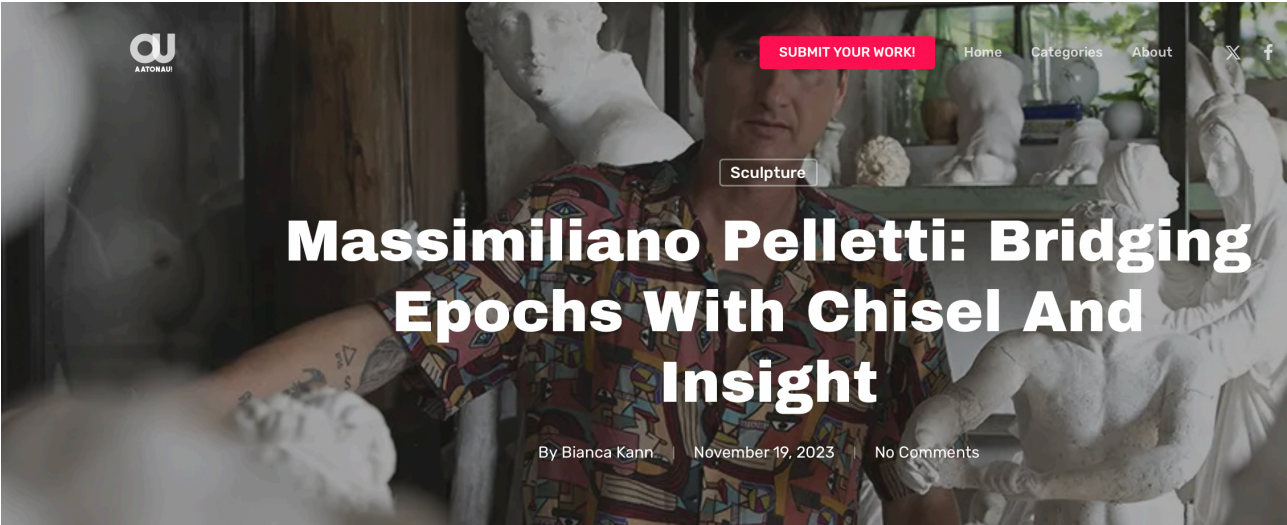 AU
AATONAU!
SUBMIT YOUR WORK!
Home
Categories
About
Sculpture
Massimiliano Pelletti: Bridging
Epochs With Chisel And
Insight
By Bianca Kann
November 19, 2023
No Comments